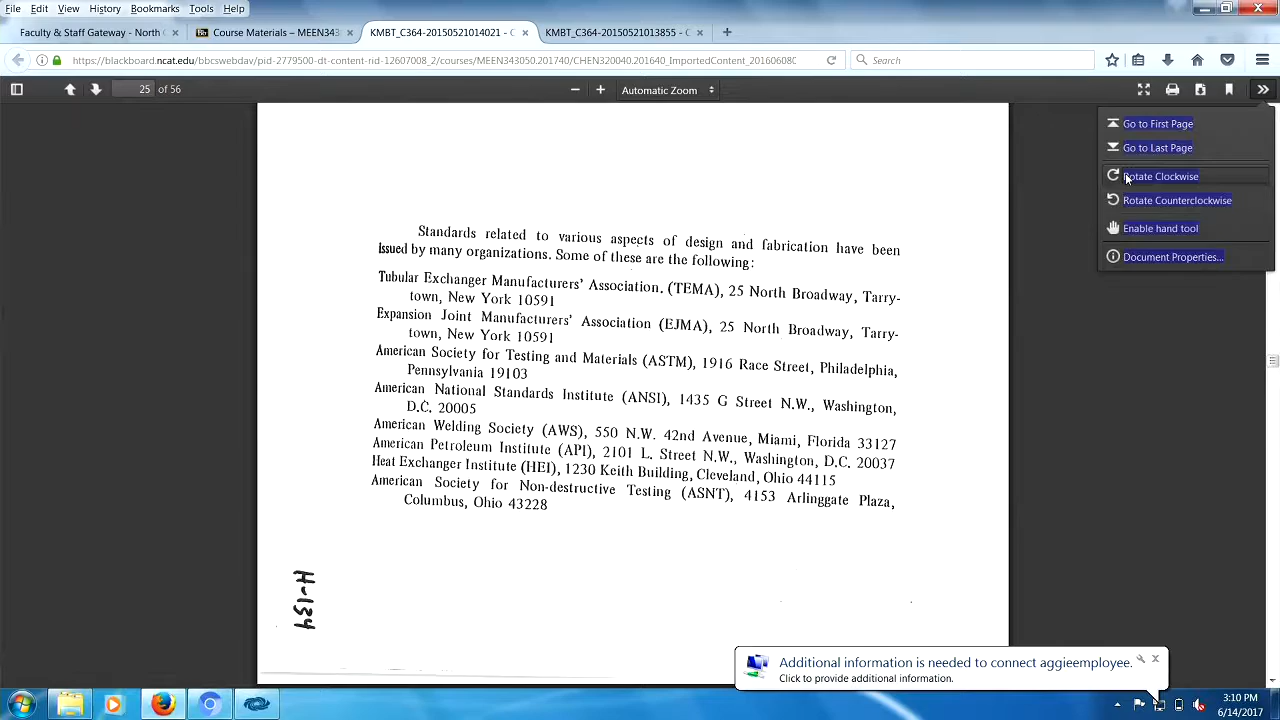 File Edit View History Bookmarks Tools Help
Faculty & Staff Gateway - North C × Course Materials – MEEN343 × KMBT_C364-20150521014021 - C × KMBT_C364-20150521013855 - C × +
https://blackboard.ncat.edu/bbcswebdav/pid-2779500-dt-content-rid-12607008_2/courses/MEEN343050.201740/CHEN320040.201640_ImportedContent_201606080 Search
25 of 56 Automatic Zoom
Go to First Page
Go to Last Page
Rotate Clockwise
Rotate Counterclockwise
Enable hand tool
Document Properties...
Standards related to various aspects of design and fabrication have been
issued by many organizations. Some of these are the following:
Tubular Exchanger Manufacturers' Association. (TEMA), 25 North Broadway, Tarry-
town, New York 10591
Expansion Joint Manufacturers' Association (EJMA), 25 North Broadway, Tarry-
town, New York 10591
American Society for Testing and Materials (ASTM), 1916 Race Street, Philadelphia,
Pennsylvania 19103
American National Standards Institute (ANSI), 1435 G Street N.W., Washington,
D.C. 20005
American Welding Society (AWS), 550 N.W. 42nd Avenue, Miami, Florida 33127
American Petroleum Institute (API), 2101 L. Street N.W., Washington, D.C. 20037
Heat Exchanger Institute (HEI), 1230 Keith Building, Cleveland, Ohio 44115
American Society for Non-destructive Testing (ASNT), 4153 Arlinggate Plaza,
Columbus, Ohio 43228
H-134
Additional information is needed to connect aggieemployee.
Click to provide additional information.
3:10 PM
6/14/2017